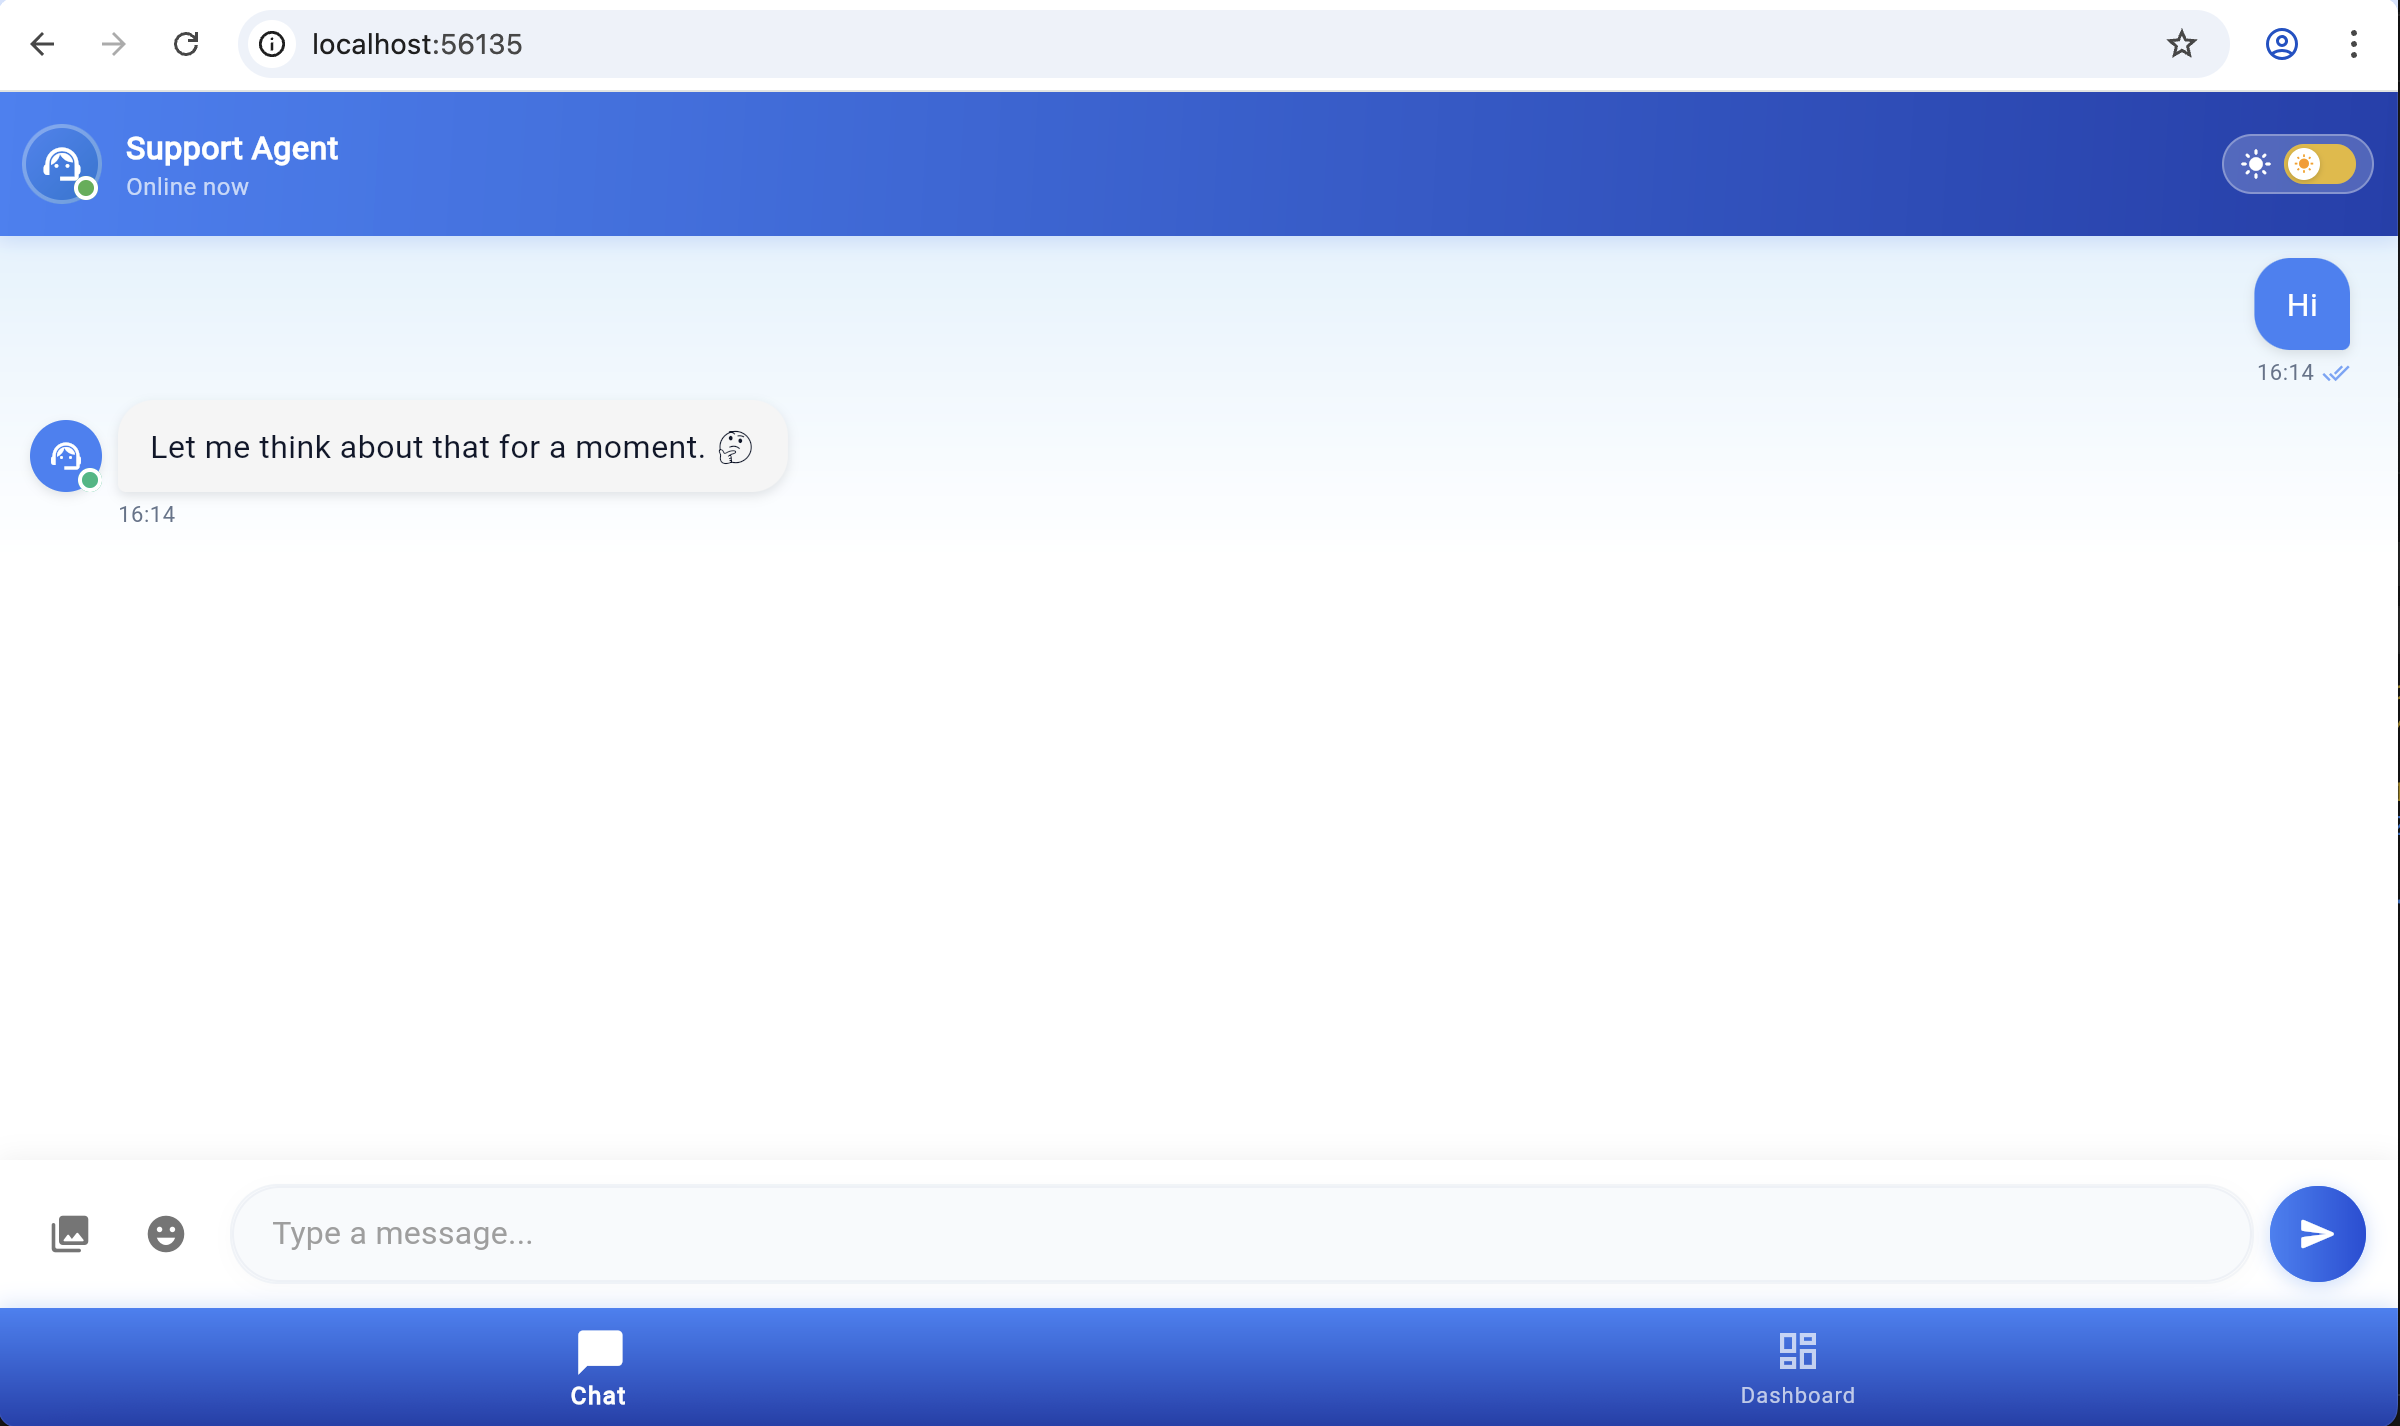 localhost:56135
Support Agent
Online now
Hi
16:14
Let me think about that for a moment. 🤔
16:14
Type a message...
Chat
Dashboard